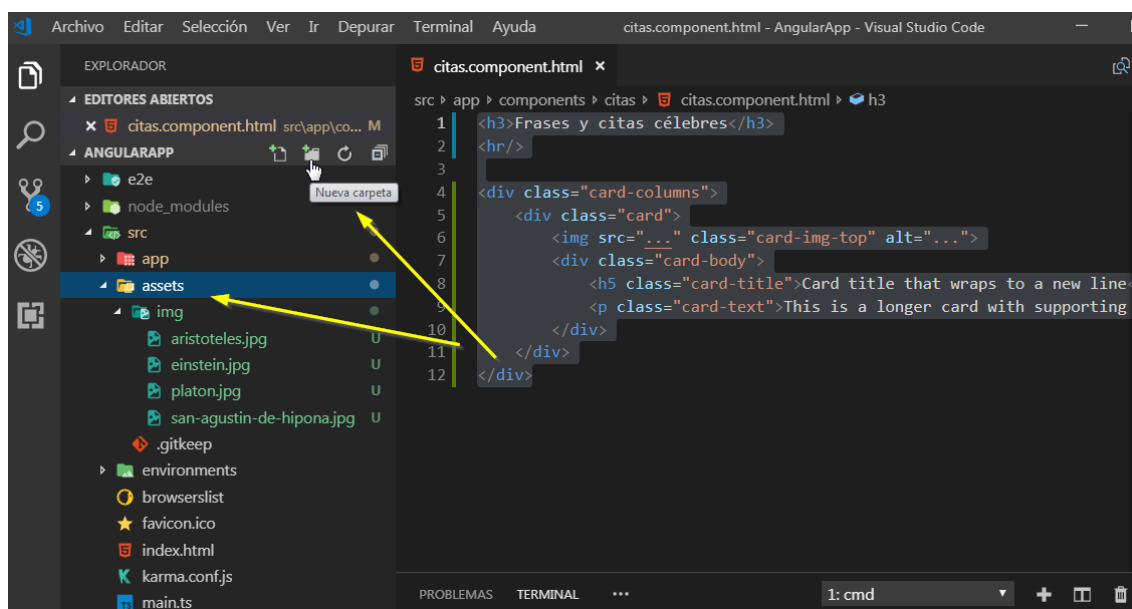 Archivo Editar Selección Ver Ir Depurar Terminal Ayuda citas.component.html - AngularApp - Visual Studio Code
EXPLORADOR
EDITORES ABIERTOS
citas.component.html src\app\co... M
ANGULARAPP
Nueva carpeta
e2e
node_modules
src
app
assets
img
aristoteles.jpg U
einstein.jpg U
platon.jpg U
san-agustin-de-hipona.jpg U
.gitkeep
environments
browserslist
favicon.ico
index.html
karma.conf.js
main.ts
5
citas.component.html
src app components citas citas.component.html h3
1 <h3>Frases y citas célebres</h3>
2 <hr/>
3
4 <div class="card-columns">
5 <div class="card">
6 <img src="..." class="card-img-top" alt="...">
7 <div class="card-body">
8 <h5 class="card-title">Card title that wraps to a new line<
9 <p class="card-text">This is a longer card with supporting
10 </div>
11 </div>
12 </div>
PROBLEMAS TERMINAL ... 1: cmd